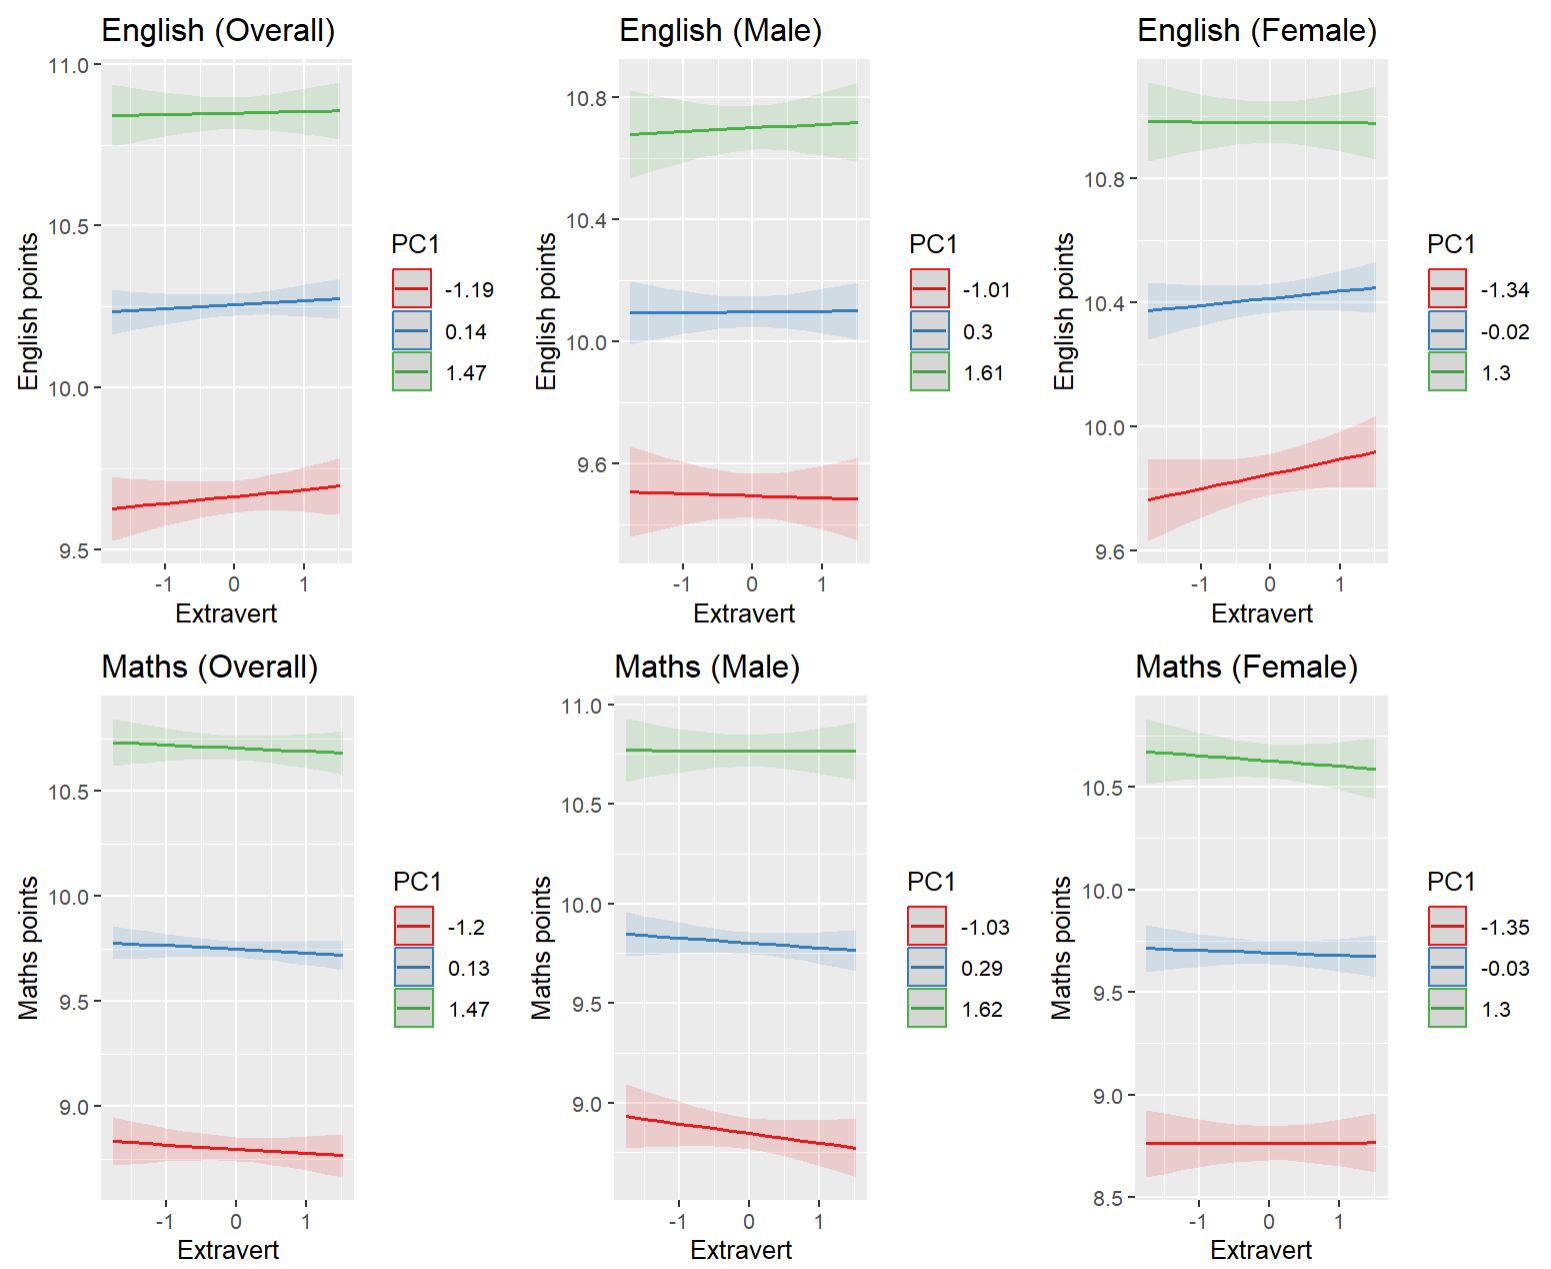 English (Overall)
11.0
10.5
10.0
9.5
English points
-1
0
1
Extravert
PC1
-1.19
0.14
1.47
English (Male)
10.8
10.4
10.0
9.6
English points
-1
0
1
Extravert
PC1
-1.01
0.3
1.61
English (Female)
10.8
10.4
10.0
9.6
English points
-1
0
1
Extravert
PC1
-1.34
-0.02
1.3
Maths (Overall)
10.5
10.0
9.5
9.0
Maths points
-1
0
1
Extravert
PC1
-1.2
0.13
1.47
Maths (Male)
11.0
10.5
10.0
9.5
9.0
Maths points
-1
0
1
Extravert
PC1
-1.03
0.29
1.62
Maths (Female)
10.5
10.0
9.5
9.0
8.5
Maths points
-1
0
1
Extravert
PC1
-1.35
-0.03
1.3